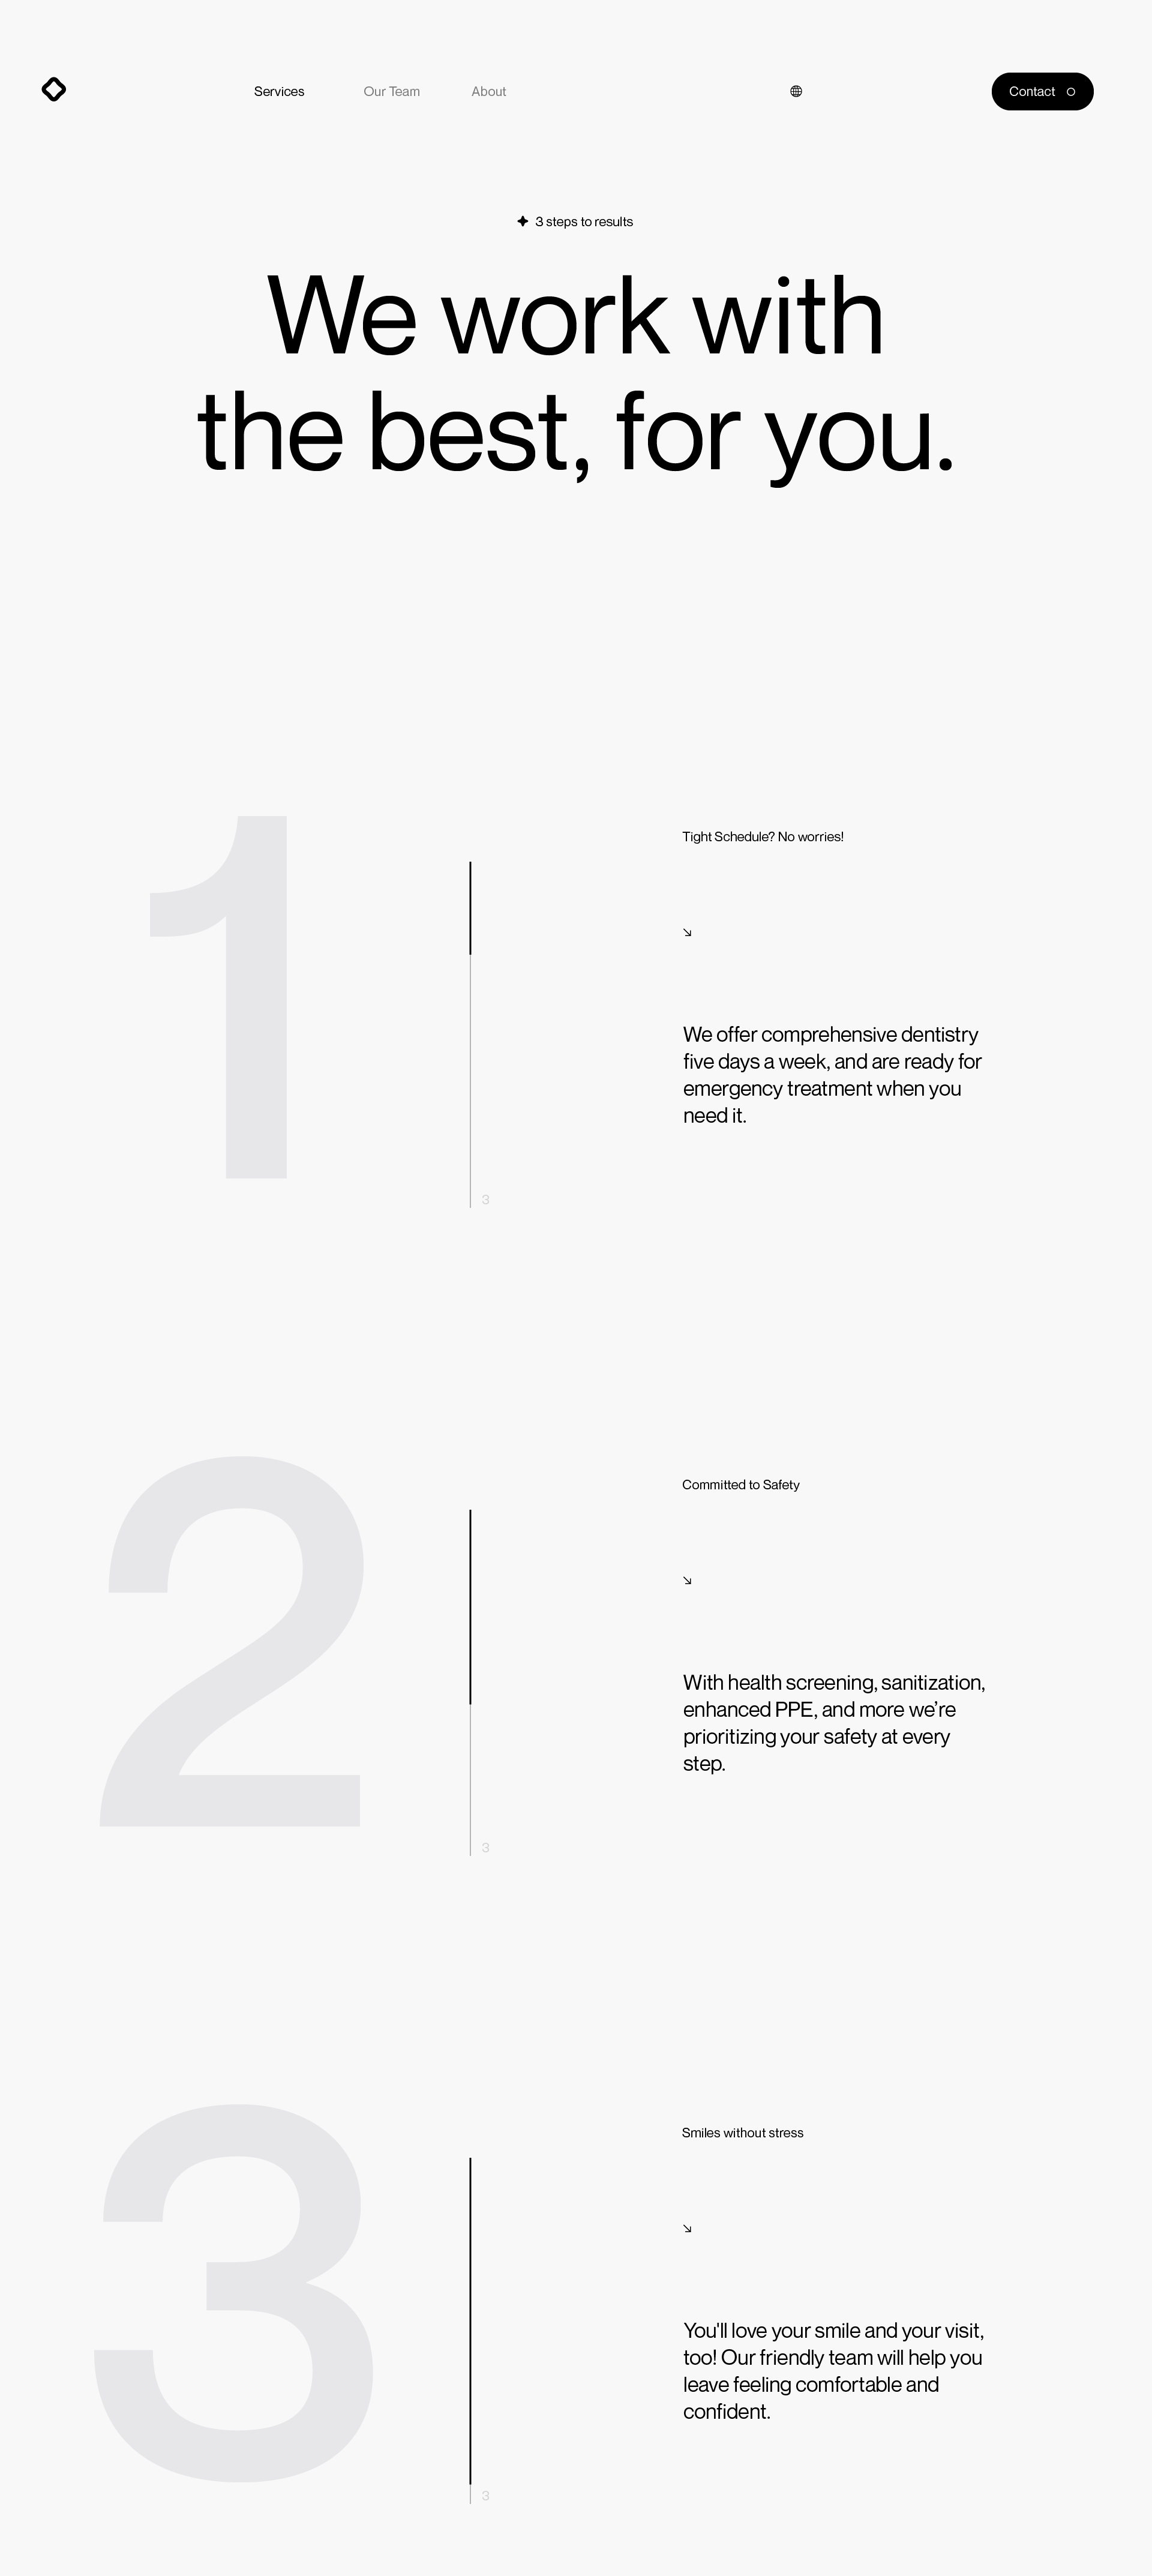 Services
Our Team
About
Contact
3 steps to results
We work with
the best, for you.
1
Tight Schedule? No worries!
We offer comprehensive dentistry
five days a week, and are ready for
emergency treatment when you
need it.
3
2
Committed to Safety
With health screening, sanitization,
enhanced PPE, and more we’re
prioritizing your safety at every
step.
3
3
Smiles without stress
You'll love your smile and your visit,
too! Our friendly team will help you
leave feeling comfortable and
confident.
3